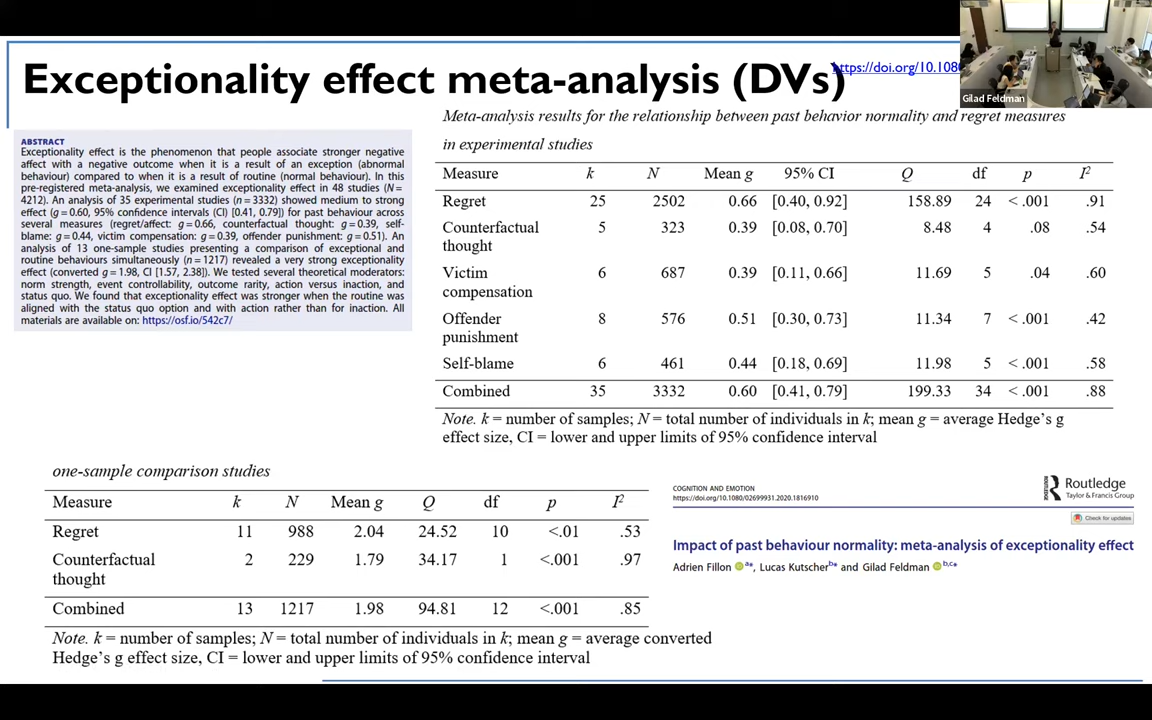 Exceptionality effect meta-analysis (DVs)
https://doi.org/10.108
Gilad Feldman
ABSTRACT
Exceptionality effect is the phenomenon that people associate stronger negative
affect with a negative outcome when it is a result of an exception (abnormal
behaviour) compared to when it is a result of routine (normal behaviour). In this
pre-registered meta-analysis, we examined exceptionality effect in 48 studies (N =
4212). An analysis of 35 experimental studies (n = 3332) showed medium to strong
effect (g = 0.60, 95% confidence intervals (CI) [0.41, 0.79]) for past behaviour across
several measures (regret/affect: g = 0.66, counterfactual thought: g = 0.39, self-
blame: g = 0.44, victim compensation: g = 0.39, offender punishment: g = 0.51). An
analysis of 13 one-sample studies presenting a comparison of exceptional and
routine behaviours simultaneously (n = 1217) revealed a very strong exceptionality
effect (converted g = 1.98, CI [1.57, 2.38]). We tested several theoretical moderators:
norm strength, event controllability, outcome rarity, action versus inaction, and
status quo. We found that exceptionality effect was stronger when the routine was
aligned with the status quo option and with action rather than for inaction. All
materials are available on: https://osf.io/542c7/
Meta-analysis results for the relationship between past behavior normality and regret measures
in experimental studies
Measure k N Mean g 95% CI Q df p I²
Regret 25 2502 0.66 [0.40, 0.92] 158.89 24 < .001 .91
Counterfactual 5 323 0.39 [0.08, 0.70] 8.48 4 .08 .54
thought
Victim 6 687 0.39 [0.11, 0.66] 11.69 5 .04 .60
compensation
Offender 8 576 0.51 [0.30, 0.73] 11.34 7 < .001 .42
punishment
Self-blame 6 461 0.44 [0.18, 0.69] 11.98 5 < .001 .58
Combined 35 3332 0.60 [0.41, 0.79] 199.33 34 < .001 .88
Note. k = number of samples; N = total number of individuals in k; mean g = average Hedge's g
effect size, CI = lower and upper limits of 95% confidence interval
one-sample comparison studies
Measure k N Mean g Q df p I²
Regret 11 988 2.04 24.52 10 <.01 .53
Counterfactual 2 229 1.79 34.17 1 <.001 .97
thought
Combined 13 1217 1.98 94.81 12 <.001 .85
Note. k = number of samples; N = total number of individuals in k; mean g = average converted
Hedge's g effect size, CI = lower and upper limits of 95% confidence interval
COGNITION AND EMOTION
https://doi.org/10.1080/02699931.2020.1816910
Routledge
Taylor & Francis Group
Check for updates
Impact of past behaviour normality: meta-analysis of exceptionality effect
Adrien Fillon a*, Lucas Kutscher b* and Gilad Feldman b,c*